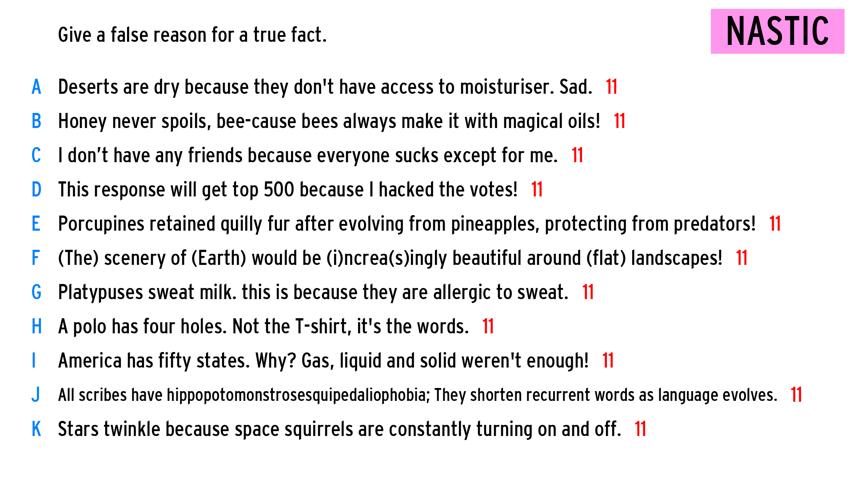 Give a false reason for a true fact.
NASTIC
A Deserts are dry because they don't have access to moisturiser. Sad. 11
B Honey never spoils, bee-cause bees always make it with magical oils! 11
C I don’t have any friends because everyone sucks except for me. 11
D This response will get top 500 because I hacked the votes! 11
E Porcupines retained quilly fur after evolving from pineapples, protecting from predators! 11
F (The) scenery of (Earth) would be (i)ncrea(s)ingly beautiful around (flat) landscapes! 11
G Platypuses sweat milk. this is because they are allergic to sweat. 11
H A polo has four holes. Not the T-shirt, it's the words. 11
I America has fifty states. Why? Gas, liquid and solid weren't enough! 11
J All scribes have hippopotomonstrosesquipedaliophobia; They shorten recurrent words as language evolves. 11
K Stars twinkle because space squirrels are constantly turning on and off. 11